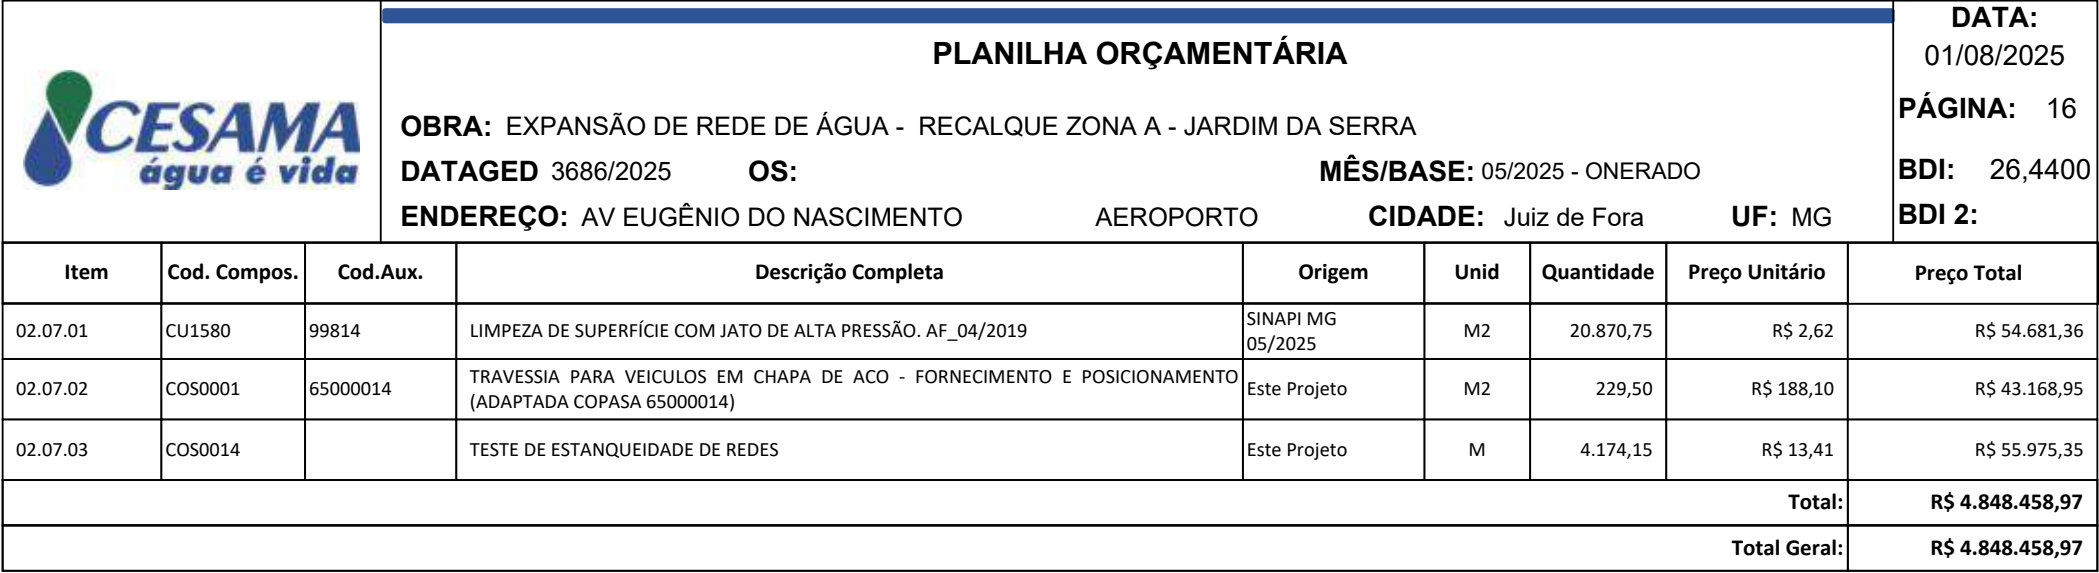 CESAMA
água é vida
PLANILHA ORÇAMENTÁRIA
OBRA: EXPANSÃO DE REDE DE ÁGUA - RECALQUE ZONA A - JARDIM DA SERRA
DATAGED 3686/2025 OS: MÊS/BASE: 05/2025 - ONERADO
ENDEREÇO: AV EUGÊNIO DO NASCIMENTO AEROPORTO CIDADE: Juiz de Fora UF: MG
DATA:
01/08/2025
PÁGINA: 16
BDI: 26,4400
BDI 2:
Item Cod. Compos. Cod.Aux. Descrição Completa Origem Unid Quantidade Preço Unitário Preço Total
02.07.01 CU1580 99814 LIMPEZA DE SUPERFÍCIE COM JATO DE ALTA PRESSÃO. AF_04/2019 SINAPI MG
05/2025 M2 20.870,75 R$ 2,62 R$ 54.681,36
02.07.02 COS0001 65000014 TRAVESSIA PARA VEICULOS EM CHAPA DE ACO - FORNECIMENTO E POSICIONAMENTO
(ADAPTADA COPASA 65000014) Este Projeto M2 229,50 R$ 188,10 R$ 43.168,95
02.07.03 COS0014 TESTE DE ESTANQUEIDADE DE REDES Este Projeto M 4.174,15 R$ 13,41 R$ 55.975,35
Total: R$ 4.848.458,97
Total Geral: R$ 4.848.458,97